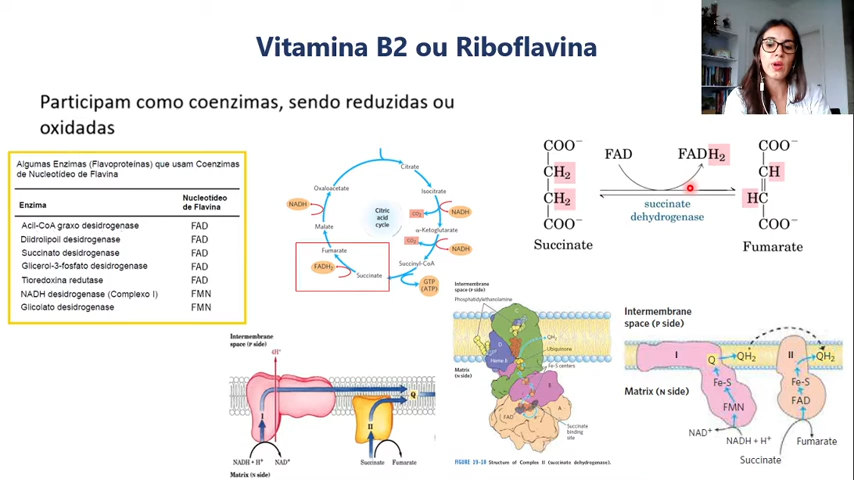 Vitamina B2 ou Riboflavina
Participam como coenzimas, sendo reduzidas ou
oxidadas
Algumas Enzimas (Flavoproteínas) que usam Coenzimas
de Nucleotídeo de Flavina
Enzima
Nucleotídeo
de Flavina
Acil-CoA graxo desidrogenase FAD
Diidrolipoil desidrogenase FAD
Succinato desidrogenase FAD
Glicerol-3-fosfato desidrogenase FAD
Tioredoxina redutase FAD
NADH desidrogenase (Complexo I) FMN
Glicolato desidrogenase FMN
Citrate
Isocitrate
NADH
CO₂
α-Ketoglutarate
CO₂
NADH
Succinyl-CoA
GTP
(ATP)
Succinate
FADH₂
Fumarate
Malate
NADH
Oxaloacetate
Citric
acid
cycle
COO⁻
CH₂
CH₂
COO⁻
Succinate
FAD
FADH₂
succinate
dehydrogenase
COO⁻
CH
HC
COO⁻
Fumarate
Intermembrane
space (P side)
4H⁺
Q
I
II
NADH + H⁺
NAD⁺
Succinate
Fumarate
Matrix (N side)
Intermembrane
space (P side)
Phosphatidylethanolamine
QH₂
Ubiquinone
Heme b
Fe-S centers
Matrix
(N side)
FAD
Succinate
binding
site
FIGURE 19-10 Structure of Complex II (succinate dehydrogenase).
Intermembrane
space (P side)
I
Q
QH₂
II
QH₂
Matrix (N side)
Fe-S
Fe-S
FMN
FAD
NAD⁺
NADH + H⁺
Fumarate
Succinate